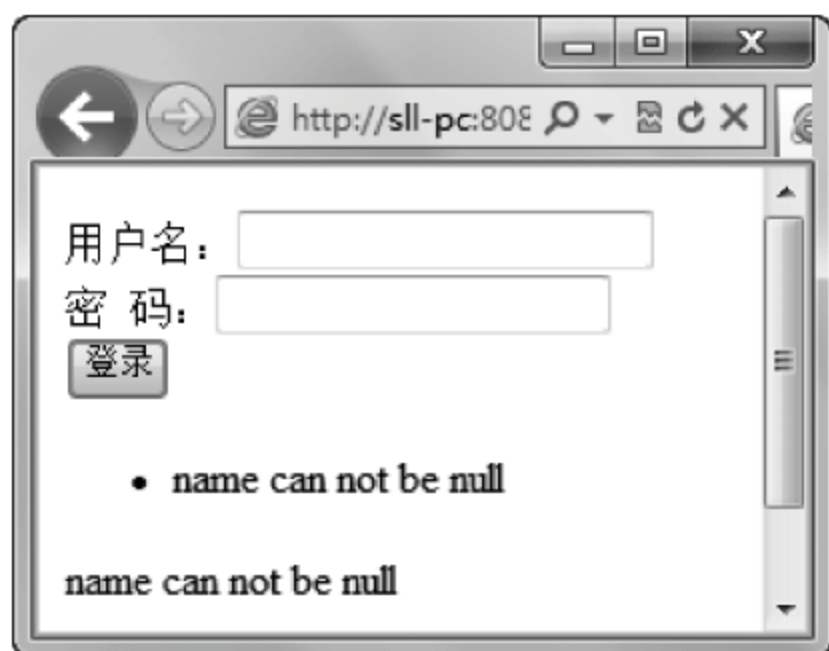 http://sll-pc:808
用户名：
密 码：
登录
• name can not be null
name can not be null